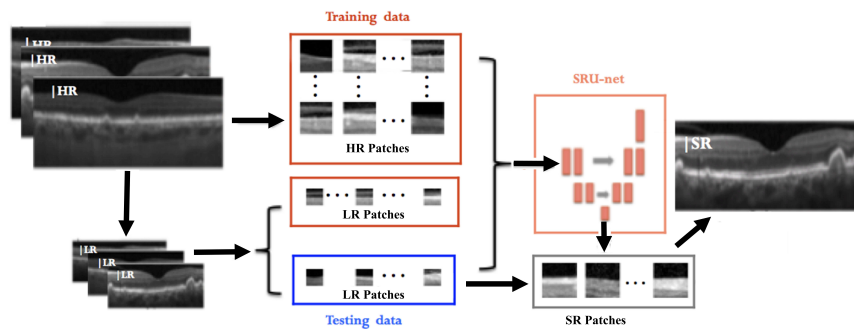 Training data
|HR
|HR
|HR
HR Patches
SRU-net
|SR
LR Patches
|LR
|LR
|LR
LR Patches
Testing data
SR Patches